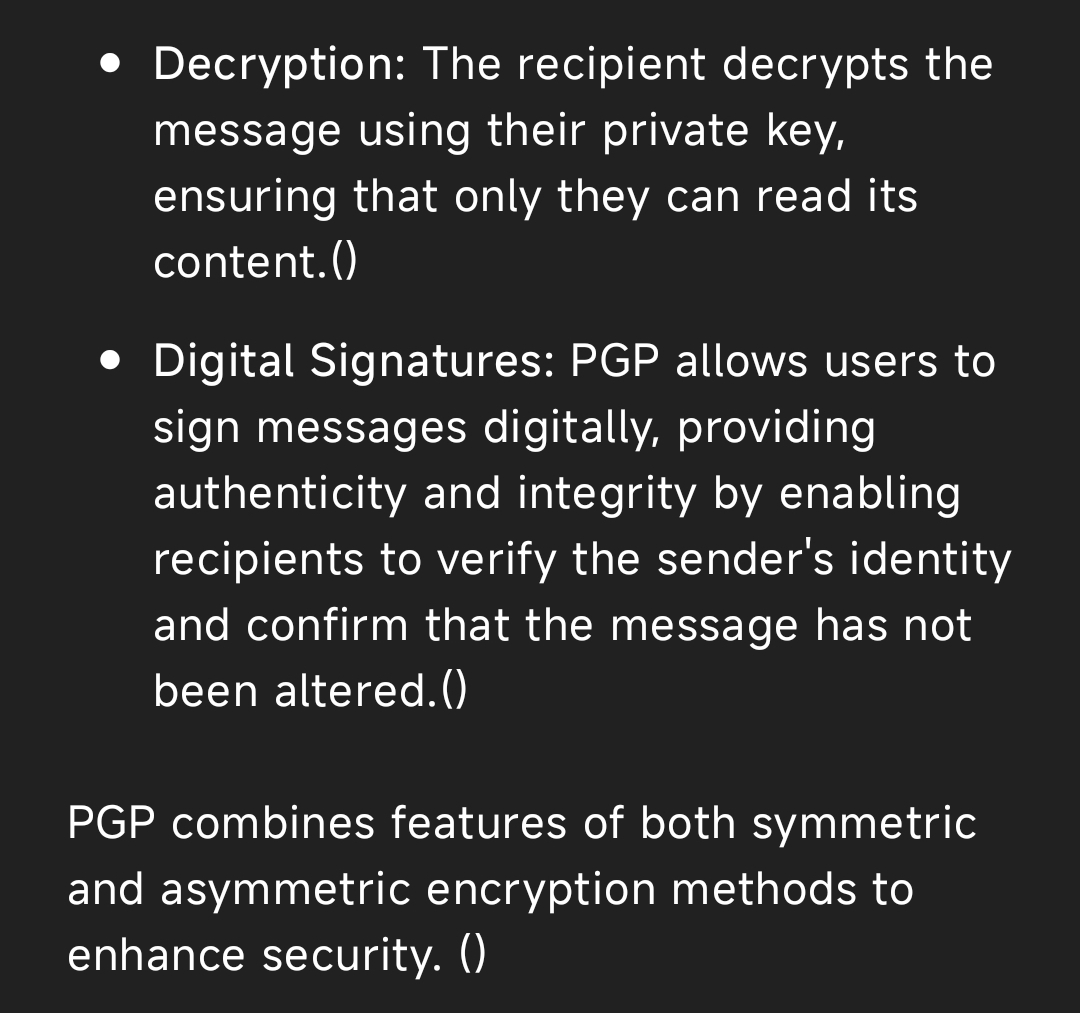 • Decryption: The recipient decrypts the
message using their private key,
ensuring that only they can read its
content.()
• Digital Signatures: PGP allows users to
sign messages digitally, providing
authenticity and integrity by enabling
recipients to verify the sender's identity
and confirm that the message has not
been altered.()
PGP combines features of both symmetric
and asymmetric encryption methods to
enhance security. ()